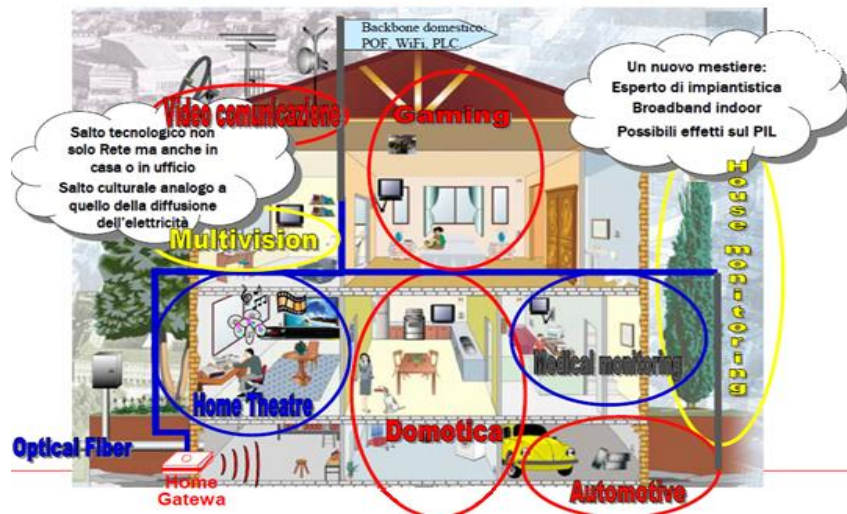 Backbone domestico:
POF, WiFi, PLC...
Un nuovo mestiere:
Esperto di impiantistica
Broadband indoor
Possibili effetti sul PIL
Video comunicazione
Gaming
Salto tecnologico non
solo Rete ma anche in
casa o in ufficio
Salto culturale analogo a
quello della diffusione
dell'elettricità
Multivision
House monitoring
Medical monitoring
Home Theatre
Domotica
Optical Fiber
Home
Gatewa
Automotive